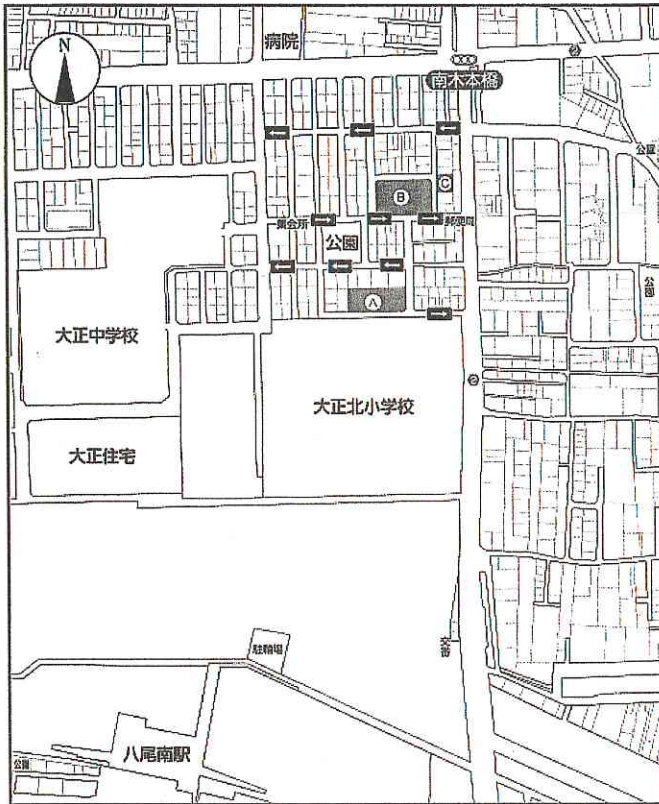 病院
N
南木本橋
公園
C
B
集会所
郵便局
公園
公園
A
大正中学校
大正北小学校
大正住宅
交番
駐輪場
八尾南駅
公園